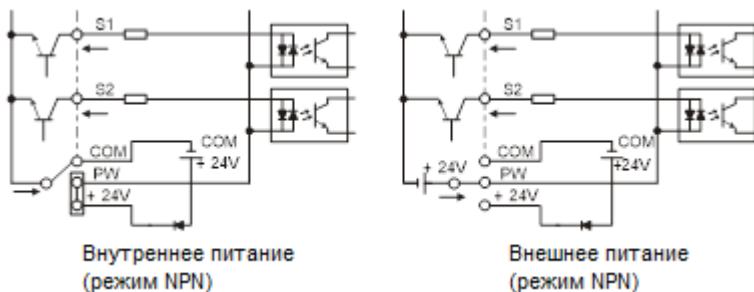 S1
S2
COM
COM
+ 24V
PW
+ 24V
Внутреннее питание
(режим NPN)
S1
S2
COM
COM
+24V
+ 24V
PW
+ 24V
Внешнее питание
(режим NPN)